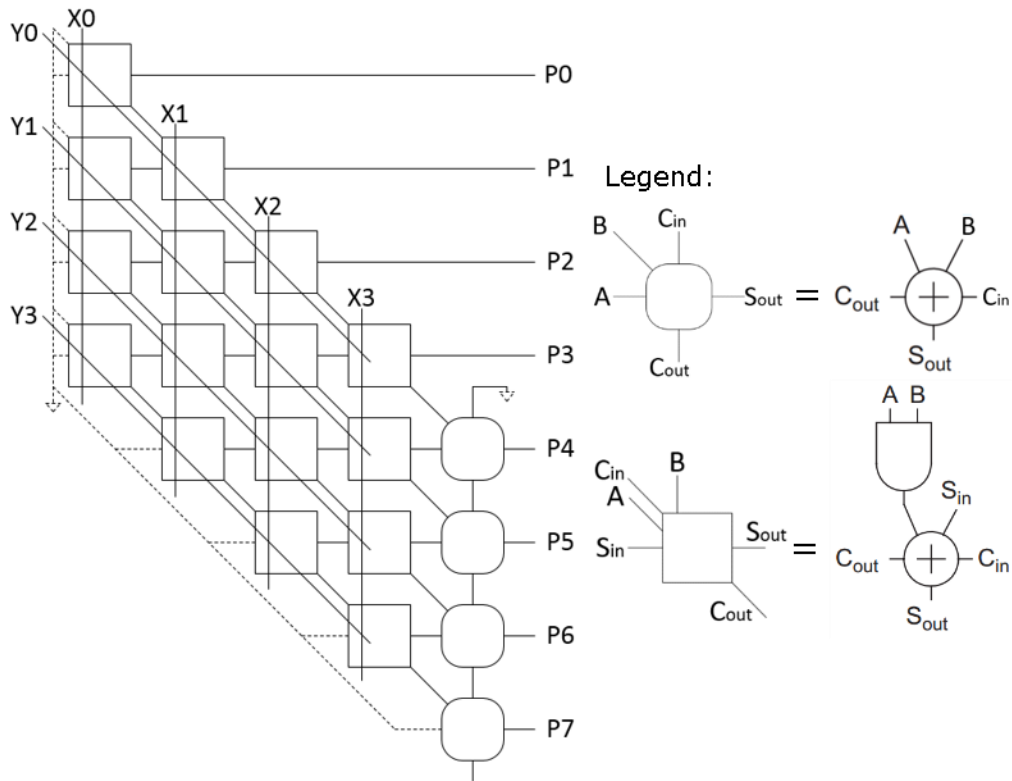 X0
Y0
P0
X1
Y1
P1
Legend:
X2
Y2
P2
B
Cin
A
Sout
=
Cout
A
B
Cout
+
Cin
Sout
X3
Y3
P3
P4
Cin
A
B
Sin
Sout
Cout
=
A B
Sin
Cout
+
Cin
Sout
P5
P6
P7